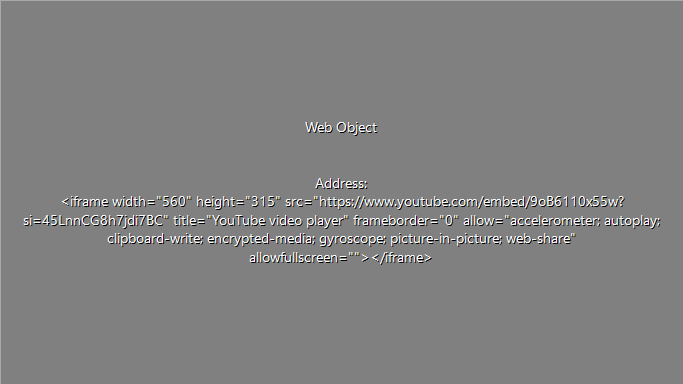 Web Object
Address:
<iframe width="560" height="315" src="https://www.youtube.com/embed/9oB6110x55w?
si=45LnnCG8h7jdi7BC" title="YouTube video player" frameborder="0" allow="accelerometer; autoplay;
clipboard-write; encrypted-media; gyroscope; picture-in-picture; web-share"
allowfullscreen=""></iframe>